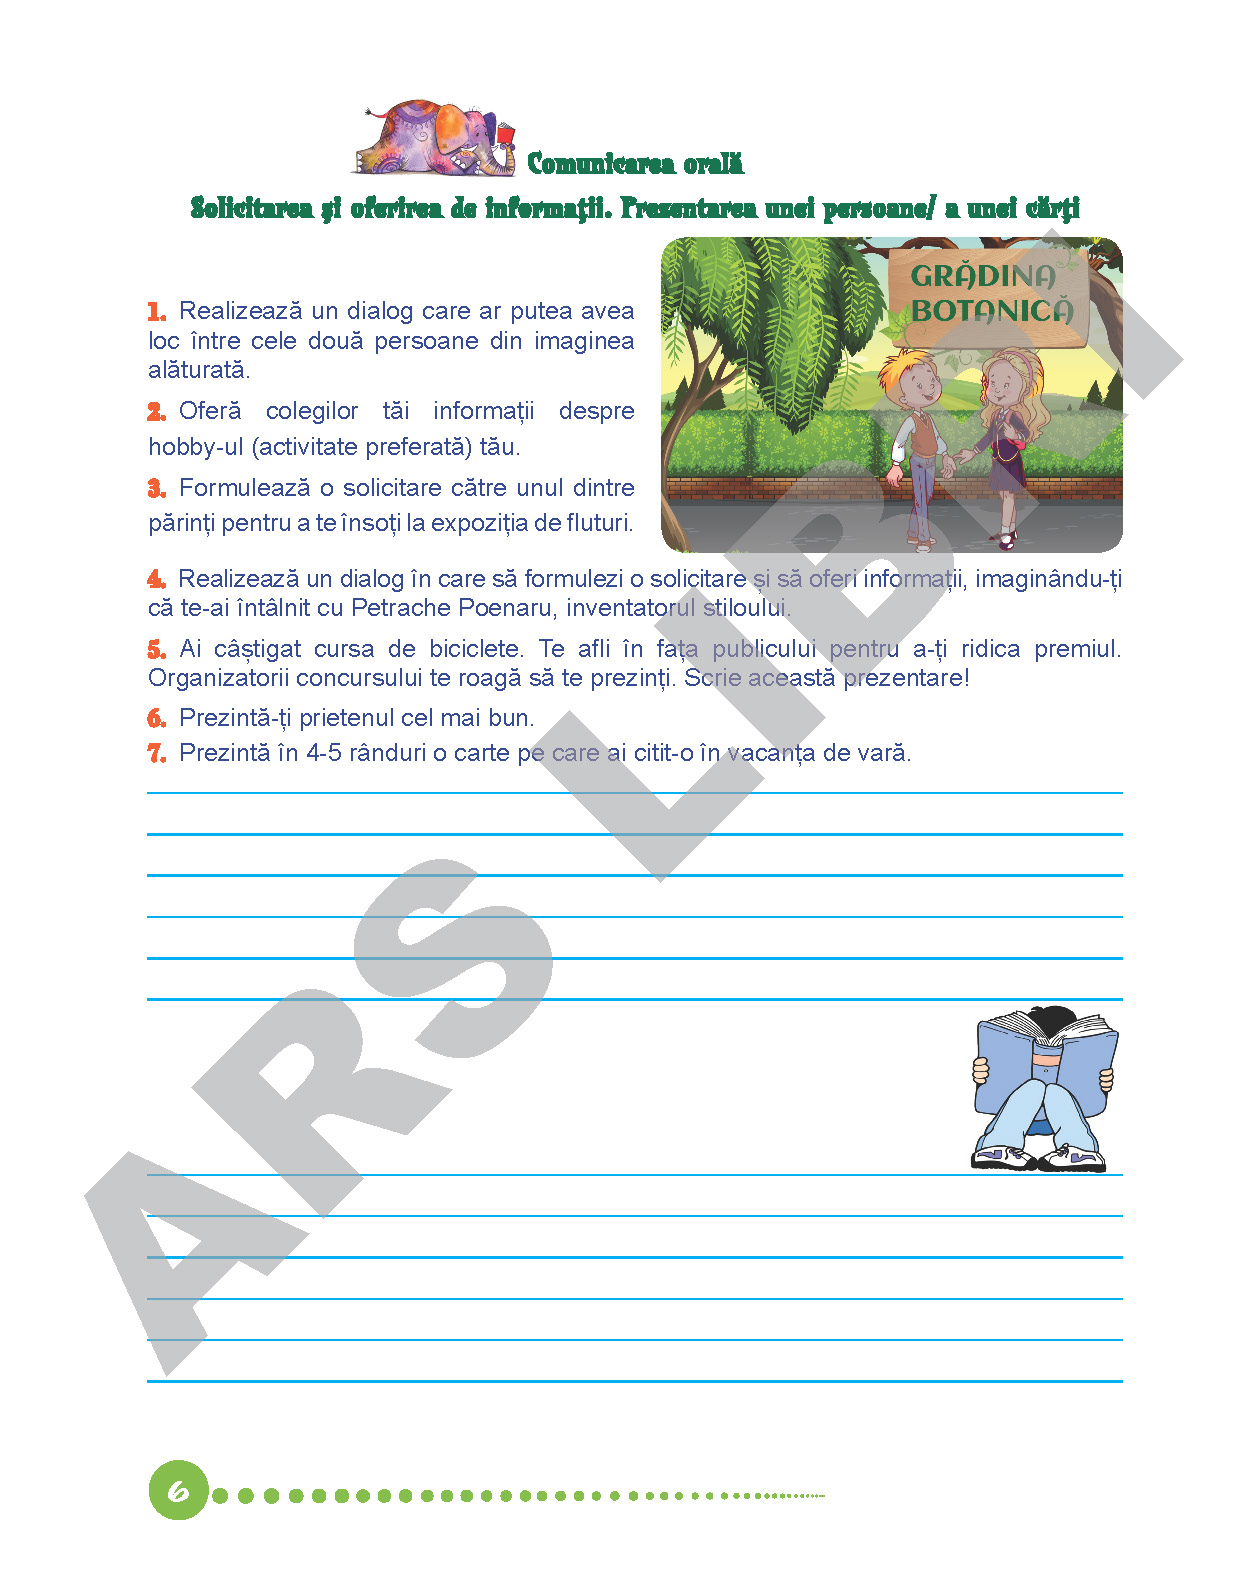 Comunicarea orală
Solicitarea și oferirea de informații. Prezentarea unei persoane/ a unei cărți
GRĂDINA
BOTANICĂ
1. Realizează un dialog care ar putea avea
loc între cele două persoane din imaginea
alăturată.
2. Oferă colegilor tăi informații despre
hobby-ul (activitate preferată) tău.
3. Formulează o solicitare către unul dintre
părinți pentru a te însoți la expoziția de fluturi.
4. Realizează un dialog în care să formulezi o solicitare și să oferi informații, imaginându-ți
că te-ai întâlnit cu Petrache Poenaru, inventatorul stiloului.
5. Ai câștigat cursa de biciclete. Te afli în fața publicului pentru a-ți ridica premiul.
Organizatorii concursului te roagă să te prezinți. Scrie această prezentare!
6. Prezintă-ți prietenul cel mai bun.
7. Prezintă în 4-5 rânduri o carte pe care ai citit-o în vacanța de vară.
ARS LIBRI
6